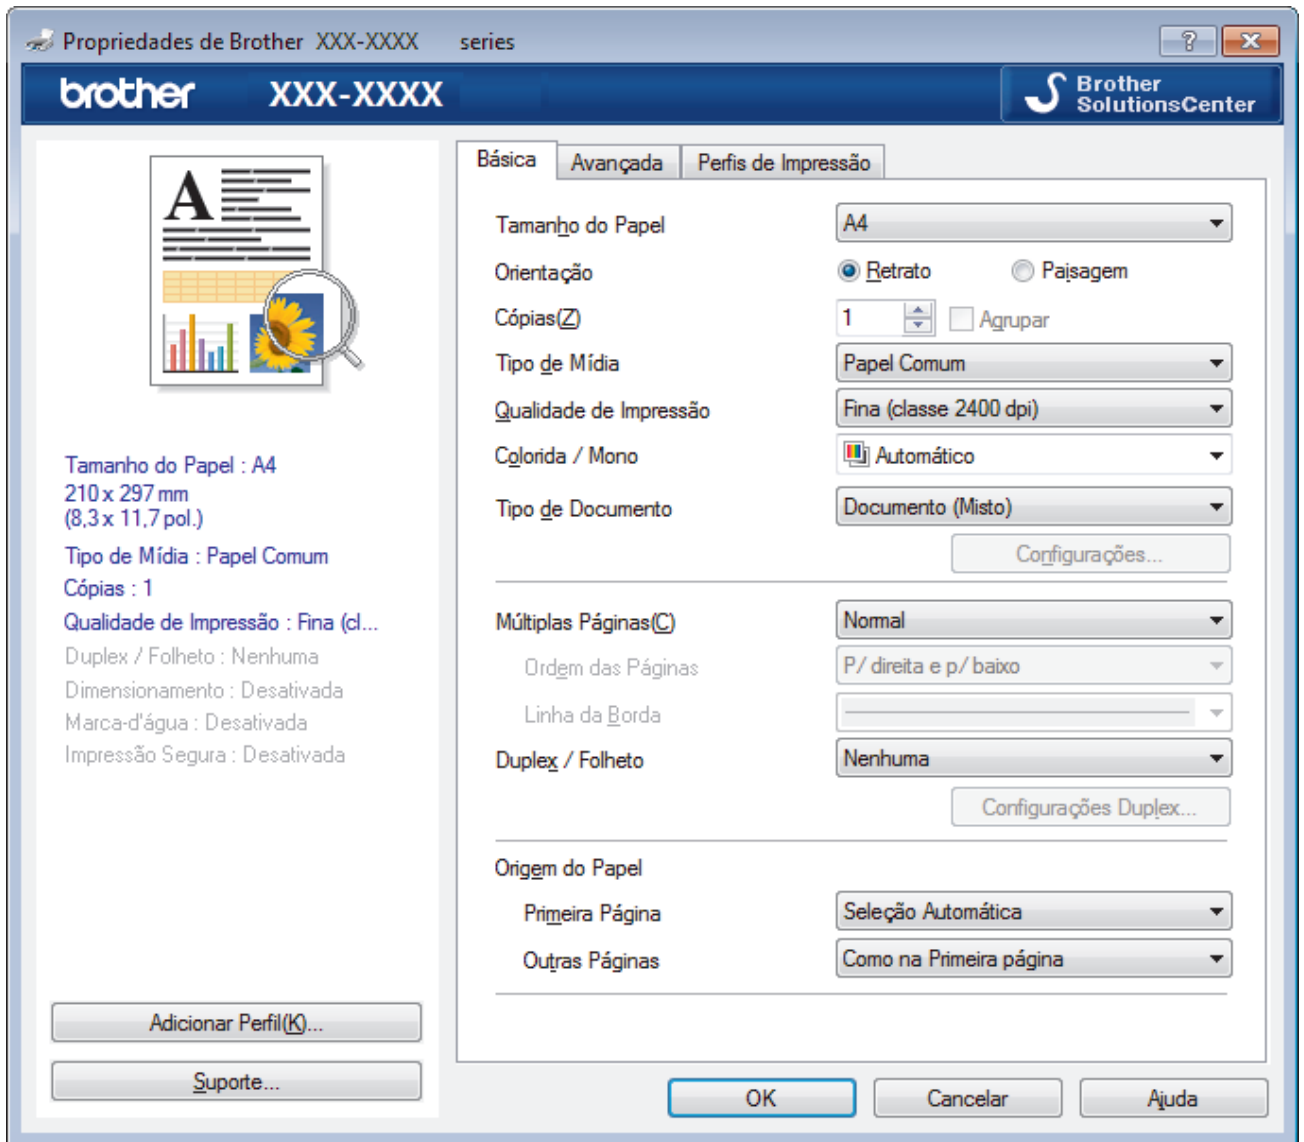 Propriedades de Brother XXX-XXXX series
brother XXX-XXXX
Brother
SolutionsCenter
A
Tamanho do Papel : A4
210 x 297 mm
(8,3 x 11,7 pol.)
Tipo de Mídia : Papel Comum
Cópias : 1
Qualidade de Impressão : Fina (cl...
Duplex / Folheto : Nenhuma
Dimensionamento : Desativada
Marca-d'água : Desativada
Impressão Segura : Desativada
Adicionar Perfil(K)...
Suporte...
Básica Avançada Perfis de Impressão
Tamanho do Papel A4
Orientação Retrato Paisagem
Cópias(Z) 1 Agrupar
Tipo de Mídia Papel Comum
Qualidade de Impressão Fina (classe 2400 dpi)
Colorida / Mono Automático
Tipo de Documento Documento (Misto)
Configurações...
Múltiplas Páginas(C) Normal
Ordem das Páginas P/ direita e p/ baixo
Linha da Borda
Duplex / Folheto Nenhuma
Configurações Duplex...
Origem do Papel
Primeira Página Seleção Automática
Outras Páginas Como na Primeira página
OK Cancelar Ajuda